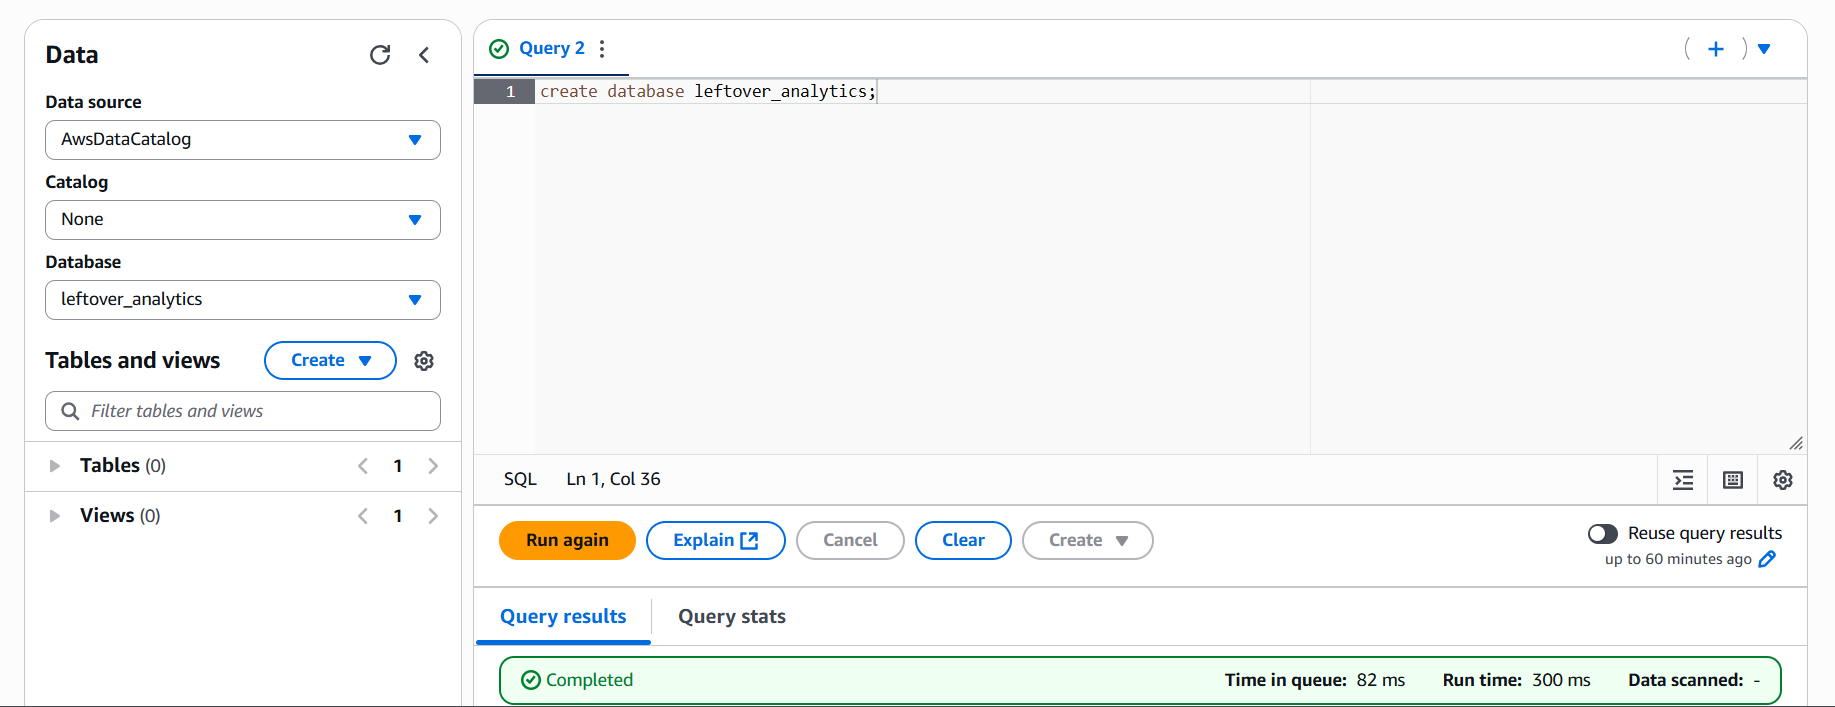 Data
Data source
AwsDataCatalog
Catalog
None
Database
leftover_analytics
Tables and views
Create
Filter tables and views
Tables (0)
1
Views (0)
1
Query 2
1 create database leftover_analytics;
SQL Ln 1, Col 36
Run again Explain Cancel Clear Create
Reuse query results
up to 60 minutes ago
Query results Query stats
Completed Time in queue: 82 ms Run time: 300 ms Data scanned: -